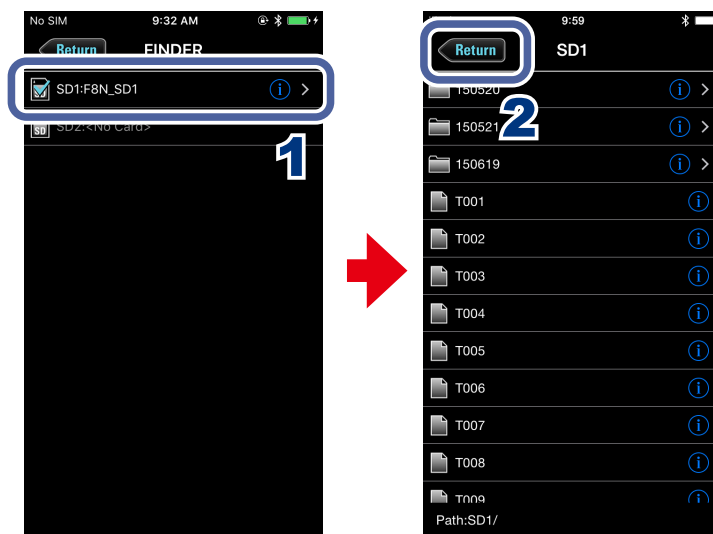 No SIM 9:32 AM
Return FINDER
SD1:F8N_SD1
SD SD2:<No Card>
1
9:59
Return SD1
150520
2
150521
150619
T001
T002
T003
T004
T005
T006
T007
T008
T009
Path:SD1/